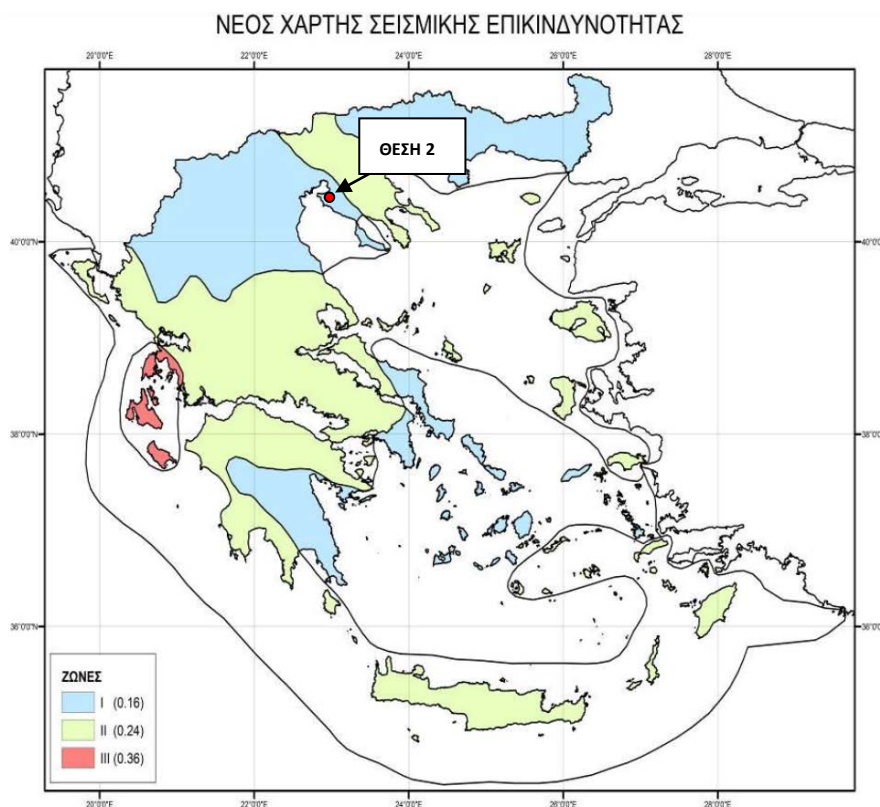 ΝΕΟΣ ΧΑΡΤΗΣ ΣΕΙΣΜΙΚΗΣ ΕΠΙΚΙΝΔΥΝΟΤΗΤΑΣ
20°0'0"E 22°0'0"E 24°0'0"E 26°0'0"E 28°0'0"E
ΘΕΣΗ 2
40°0'0"N 40°0'0"N
38°0'0"N 38°0'0"N
36°0'0"N 36°0'0"N
ΖΩΝΕΣ
I (0.16)
II (0.24)
III (0.36)
20°0'0"E 22°0'0"E 24°0'0"E 26°0'0"E 28°0'0"E